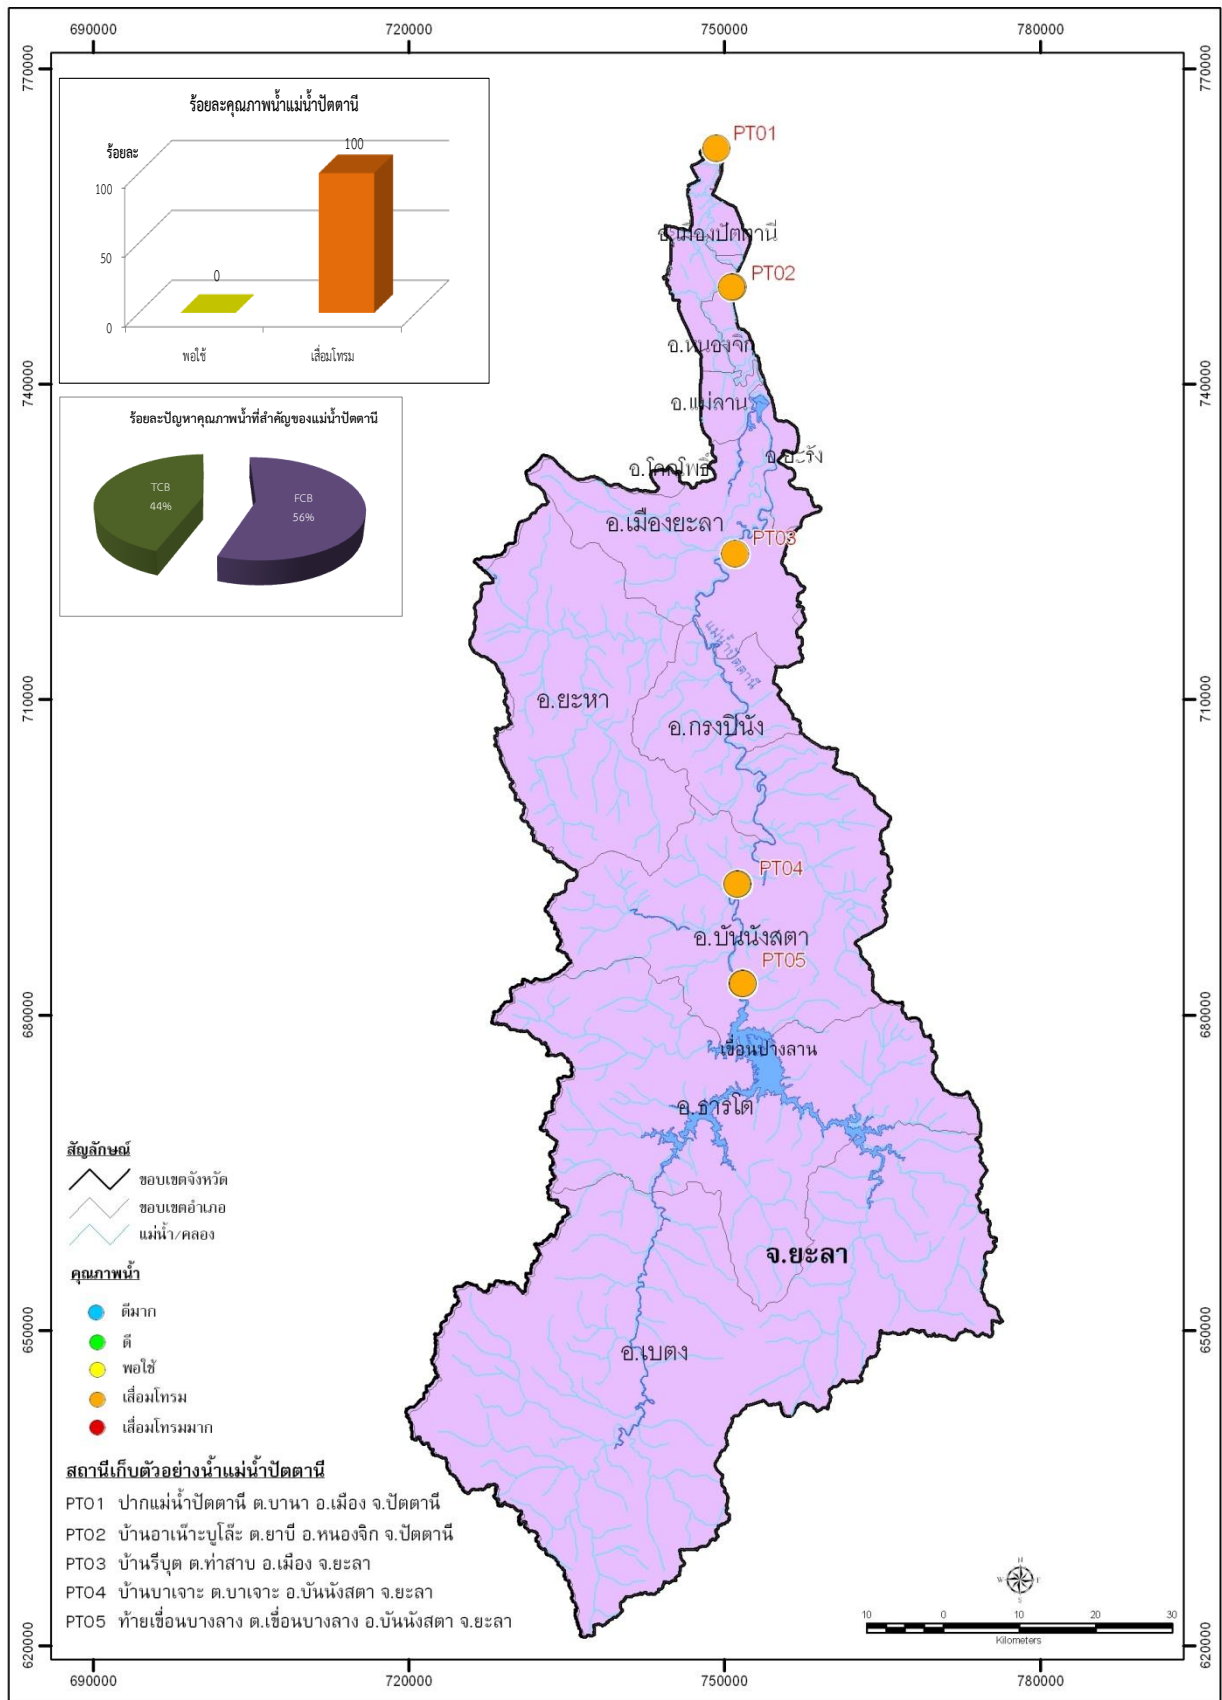 690000
720000
750000
780000
770000
770000
ร้อยละคุณภาพน้ำแม่น้ำปัตตานี
ร้อยละ
100
100
50
0
0
พอใช้
เสื่อมโทรม
PT01
อ.เมืองปัตตานี
PT02
อ.หนองจิก
740000
740000
อ.แม่ลาน
ร้อยละปัญหาคุณภาพน้ำที่สำคัญของแม่น้ำปัตตานี
TCB
44%
FCB
56%
อ.โคกโพธิ์
อ.ยะรัง
อ.เมืองยะลา
PT03
แม่น้ำปัตตานี
710000
710000
อ.ยะหา
อ.กรงปินัง
PT04
อ.บันนังสตา
PT05
680000
680000
เขื่อนบางลาน
อ.ธารโต
สัญลักษณ์
ขอบเขตจังหวัด
ขอบเขตอำเภอ
แม่น้ำ/คลอง
จ.ยะลา
คุณภาพน้ำ
ดีมาก
ดี
พอใช้
เสื่อมโทรม
เสื่อมโทรมมาก
650000
650000
อ.เบตง
สถานีเก็บตัวอย่างน้ำแม่น้ำปัตตานี
PT01 ปากแม่น้ำปัตตานี ต.บานา อ.เมือง จ.ปัตตานี
PT02 บ้านอาเน๊าะบูโล๊ะ ต.ยาบี อ.หนองจิก จ.ปัตตานี
PT03 บ้านรีบุต ต.ท่าสาบ อ.เมือง จ.ยะลา
PT04 บ้านบาเจาะ ต.บาเจาะ อ.บันนังสตา จ.ยะลา
PT05 ท้ายเขื่อนบางลาง ต.เขื่อนบางลาง อ.บันนังสตา จ.ยะลา
N
W E
S
10 0 10 20 30
Kilometers
620000
620000
690000
720000
750000
780000